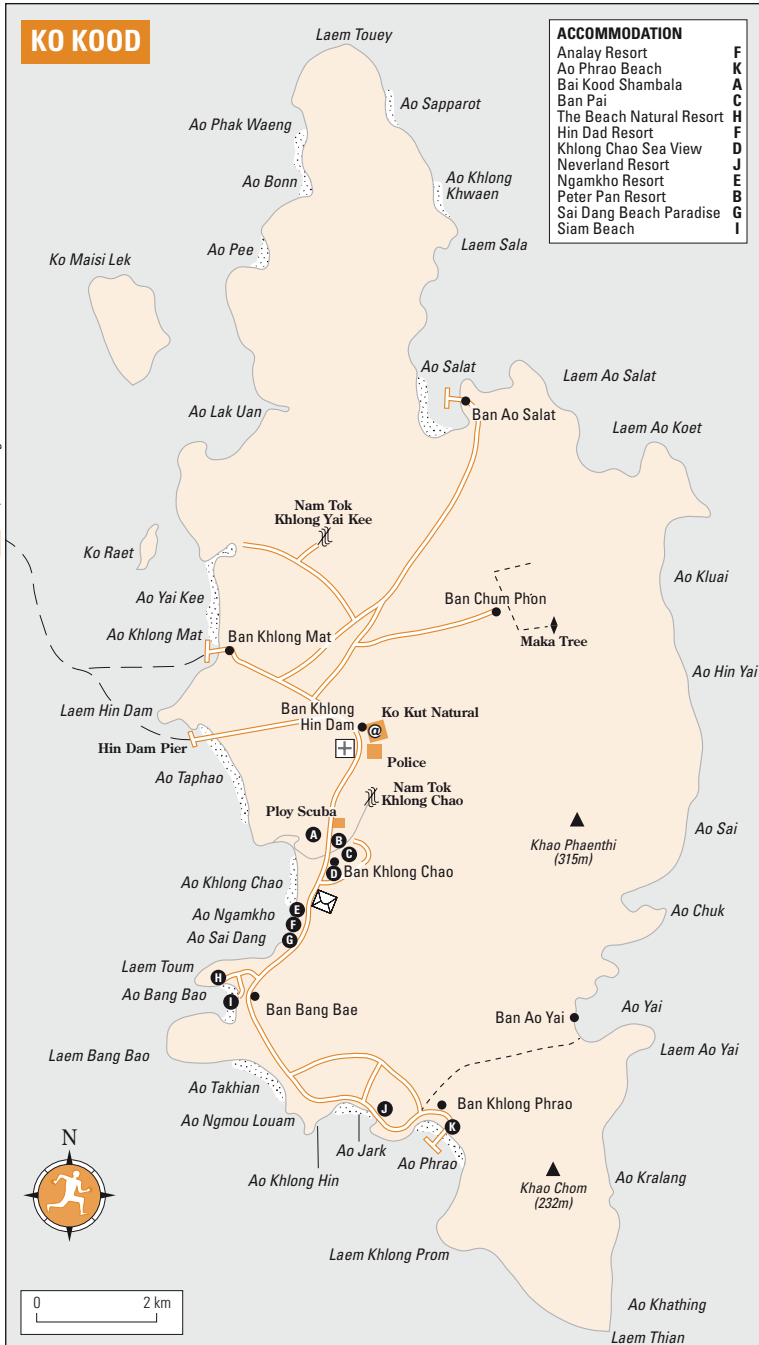 KO KOOD
Laem Touey
ACCOMMODATION
Analay Resort F
Ao Phrao Beach K
Bai Kood Shambala A
Ban Pai C
The Beach Natural Resort H
Hin Dad Resort F
Khlong Chao Sea View D
Neverland Resort J
Ngamkho Resort E
Peter Pan Resort B
Sai Dang Beach Paradise G
Siam Beach I
Ao Sapparot
Ao Phak Waeng
Ao Bonn
Ao Khlong
Khwaen
Ao Pee
Laem Sala
Ko Maisi Lek
Ao Salat
Laem Ao Salat
Ao Lak Uan
Ban Ao Salat
Laem Ao Koet
Nam Tok
Khlong Yai Kee
Ko Raet
Ao Yai Kee
Ao Kluai
Ban Chum Phon
Ao Khlong Mat
Ban Khlong Mat
Maka Tree
Ao Hin Yai
Laem Hin Dam
Ban Khlong
Hin Dam
Ko Kut Natural
@
Hin Dam Pier
Police
Ao Taphao
Nam Tok
Khlong Chao
Ploy Scuba
A
B
C
D
Ban Khlong Chao
Khao Phaenthi
(315m)
Ao Sai
Ao Khlong Chao
Ao Ngamkho
E
Ao Chuk
F
Ao Sai Dang
G
Laem Toum
H
Ao Bang Bao
I
Ban Bang Bae
Ban Ao Yai
Ao Yai
Laem Bang Bao
Laem Ao Yai
Ao Takhian
Ao Ngmou Louam
J
Ban Khlong Phrao
K
Ao Jark
Ao Phrao
Ao Khlong Hin
Khao Chom
(232m)
Ao Kralang
N
Laem Khlong Prom
0 2 km
Ao Khathing
Laem Thian